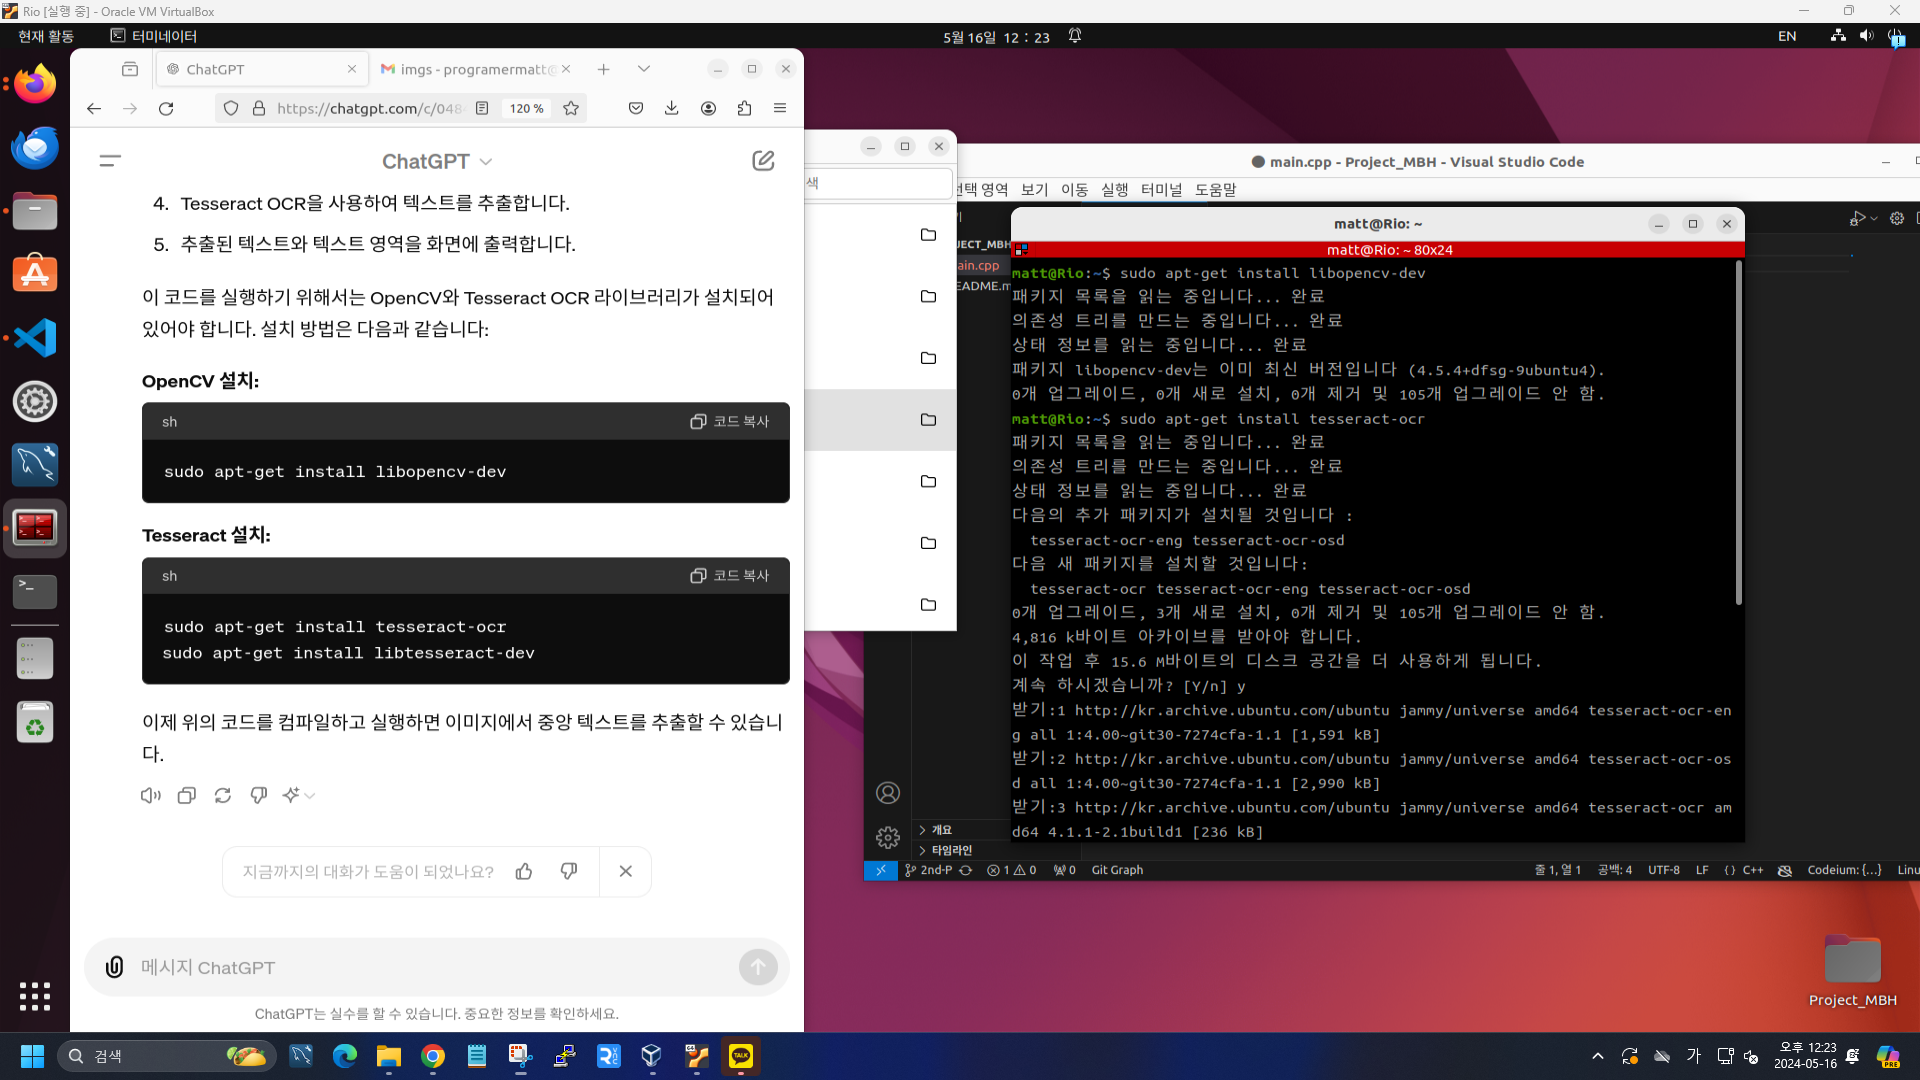 Rio [실행 중] - Oracle VM VirtualBox
현재 활동
터미네이터
5월 16일 12 : 23
EN
ChatGPT
imgs - programermatt@
https://chatgpt.com/c/048
120 %
ChatGPT
4. Tesseract OCR을 사용하여 텍스트를 추출합니다.
5. 추출된 텍스트와 텍스트 영역을 화면에 출력합니다.
이 코드를 실행하기 위해서는 OpenCV와 Tesseract OCR 라이브러리가 설치되어
있어야 합니다. 설치 방법은 다음과 같습니다:
OpenCV 설치:
sh
코드 복사
sudo apt-get install libopencv-dev
Tesseract 설치:
sh
코드 복사
sudo apt-get install tesseract-ocr
sudo apt-get install libtesseract-dev
이제 위의 코드를 컴파일하고 실행하면 이미지에서 중앙 텍스트를 추출할 수 있습니
다.
지금까지의 대화가 도움이 되었나요?
메시지 ChatGPT
ChatGPT는 실수를 할 수 있습니다. 중요한 정보를 확인하세요.
색
● main.cpp - Project_MBH - Visual Studio Code
선택 영역 보기 이동 실행 터미널 도움말
JECT_MBH
ain.cpp
EADME.m
matt@Rio: ~
matt@Rio: ~ 80x24
matt@Rio:~$ sudo apt-get install libopencv-dev
패키지 목록을 읽는 중입니다... 완료
의존성 트리를 만드는 중입니다... 완료
상태 정보를 읽는 중입니다... 완료
패키지 libopencv-dev는 이미 최신 버전입니다 (4.5.4+dfsg-9ubuntu4).
0개 업그레이드, 0개 새로 설치, 0개 제거 및 105개 업그레이드 안 함.
matt@Rio:~$ sudo apt-get install tesseract-ocr
패키지 목록을 읽는 중입니다... 완료
의존성 트리를 만드는 중입니다... 완료
상태 정보를 읽는 중입니다... 완료
다음의 추가 패키지가 설치될 것입니다 :
tesseract-ocr-eng tesseract-ocr-osd
다음 새 패키지를 설치할 것입니다:
tesseract-ocr tesseract-ocr-eng tesseract-ocr-osd
0개 업그레이드, 3개 새로 설치, 0개 제거 및 105개 업그레이드 안 함.
4,816 k바이트 아카이브를 받아야 합니다.
이 작업 후 15.6 M바이트의 디스크 공간을 더 사용하게 됩니다.
계속 하시겠습니까? [Y/n] y
받기:1 http://kr.archive.ubuntu.com/ubuntu jammy/universe amd64 tesseract-ocr-en
g all 1:4.00~git30-7274cfa-1.1 [1,591 kB]
받기:2 http://kr.archive.ubuntu.com/ubuntu jammy/universe amd64 tesseract-ocr-os
d all 1:4.00~git30-7274cfa-1.1 [2,990 kB]
받기:3 http://kr.archive.ubuntu.com/ubuntu jammy/universe amd64 tesseract-ocr am
d64 4.1.1-2.1build1 [236 kB]
개요
타임라인
2nd-P
1
0
0
Git Graph
줄 1, 열 1
공백: 4
UTF-8
LF
{ } C++
Codeium: {...}
Linu
Project_MBH
검색
TALK
가
오후 12:23
2024-05-16
PRE